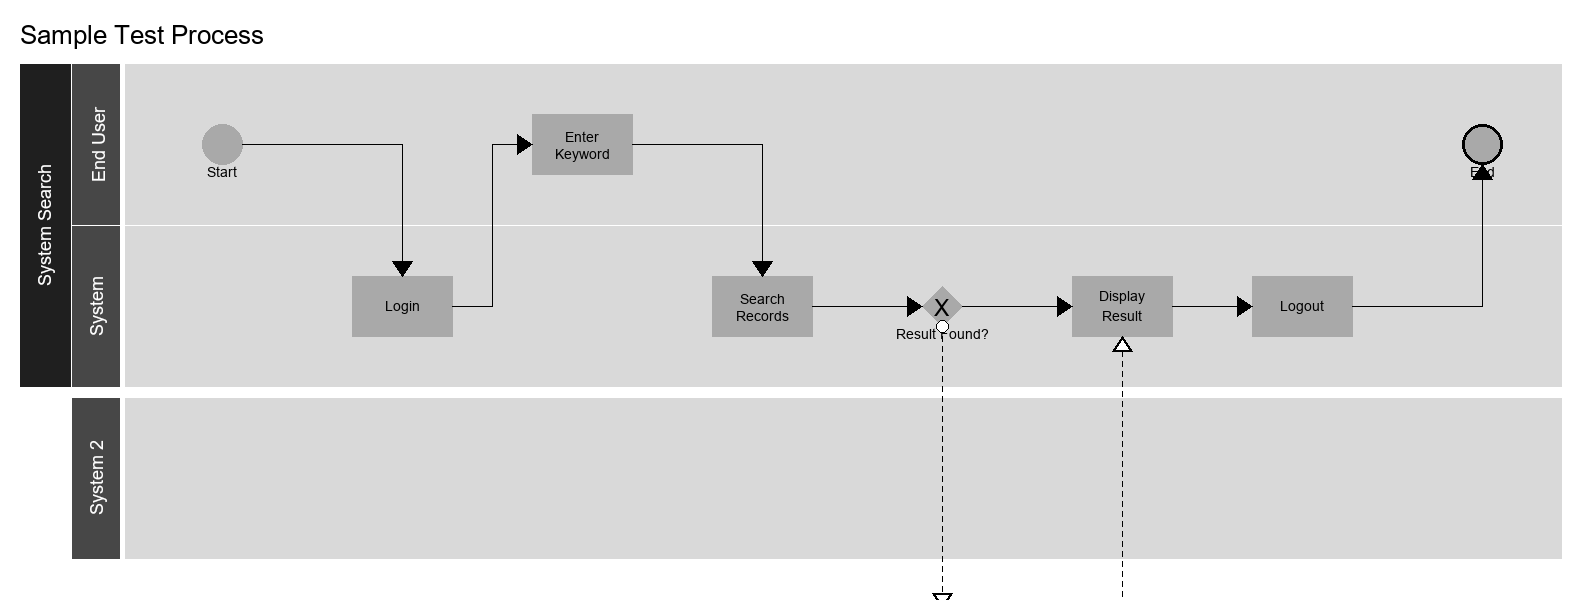 Sample Test Process
System Search
End User
Start
Enter
Keyword
End
System
Login
Search
Records
X
Result Found?
Display
Result
Logout
System 2